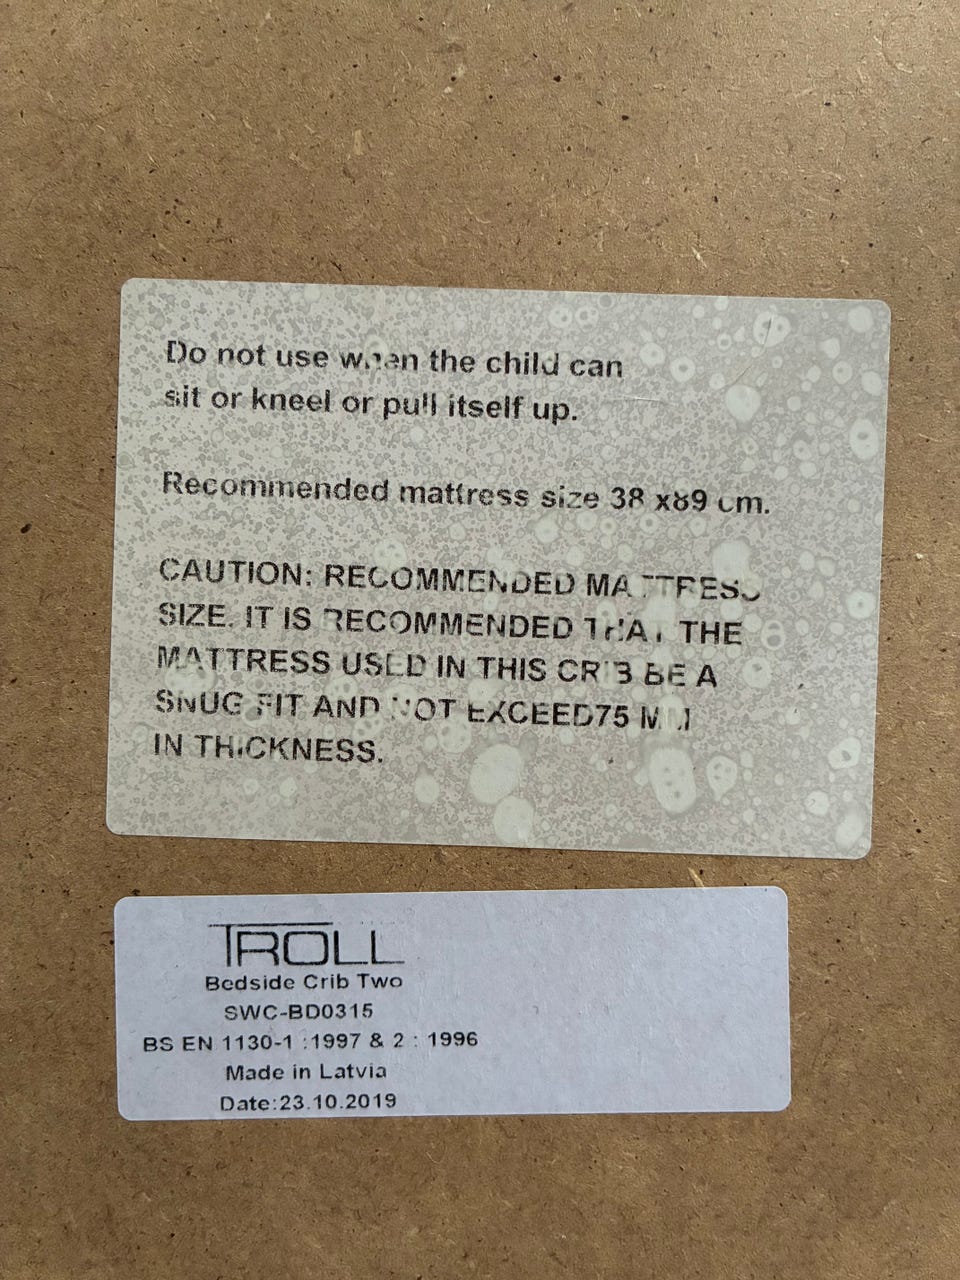 Do not use when the child can
sit or kneel or pull itself up.
Recommended mattress size 38 x89 cm.
CAUTION: RECOMMENDED MATTRESS
SIZE. IT IS RECOMMENDED THAT THE
MATTRESS USED IN THIS CRIB BE A
SNUG FIT AND NOT EXCEED75 MM
IN THICKNESS.
TROLL
Bedside Crib Two
SWC-BD0315
BS EN 1130-1 :1997 & 2 : 1996
Made in Latvia
Date:23.10.2019